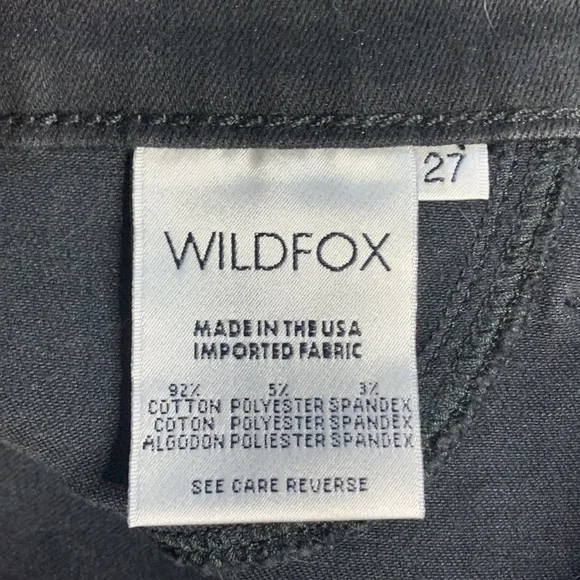 27
WILDFOX
MADE IN THE USA
IMPORTED FABRIC
92% 5% 3%
COTTON POLYESTER SPANDEX
COTON POLYESTER SPANDEX
ALGODON POLIESTER SPANDEX
SEE CARE REVERSE